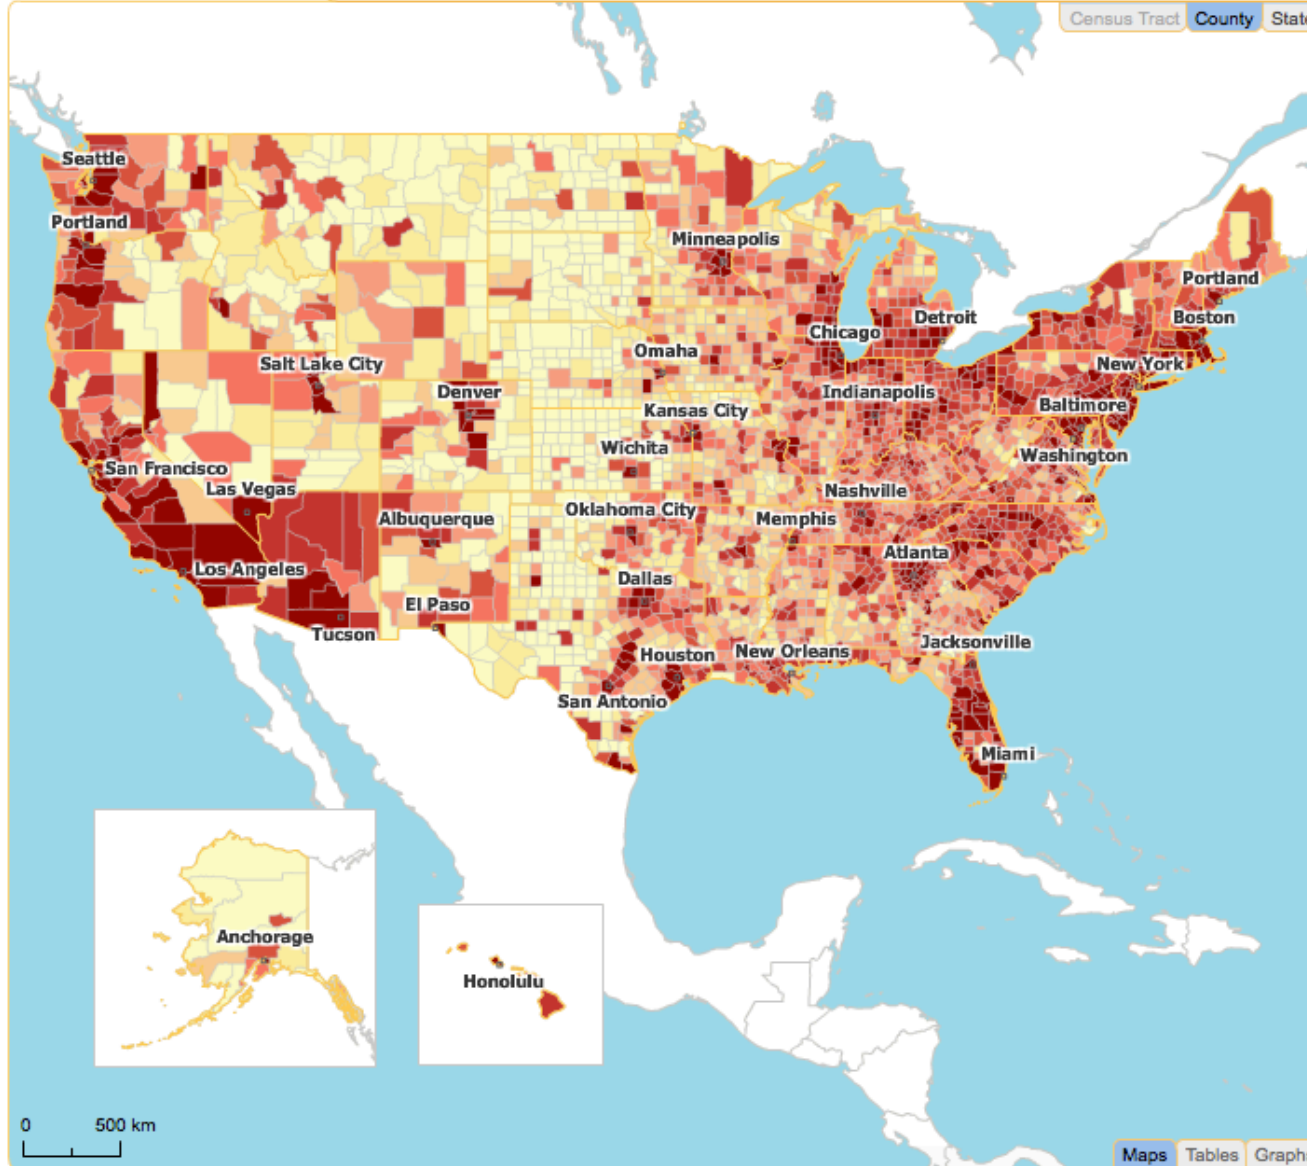 Census Tract County State
Seattle
Portland
Minneapolis
Portland
Boston
Detroit
Chicago
Omaha
New York
Salt Lake City
Denver
Indianapolis
Baltimore
Kansas City
Wichita
Washington
San Francisco
Las Vegas
Nashville
Albuquerque
Oklahoma City
Memphis
Atlanta
Los Angeles
Dallas
El Paso
Tucson
Jacksonville
Houston
New Orleans
San Antonio
Miami
Anchorage
Honolulu
0 500 km
Maps Tables Graph